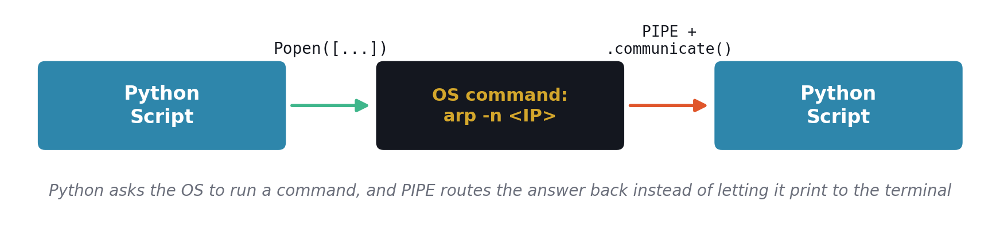 Popen([...])
PIPE +
.communicate()
Python
Script
OS command:
arp -n <IP>
Python
Script
Python asks the OS to run a command, and PIPE routes the answer back instead of letting it print to the terminal